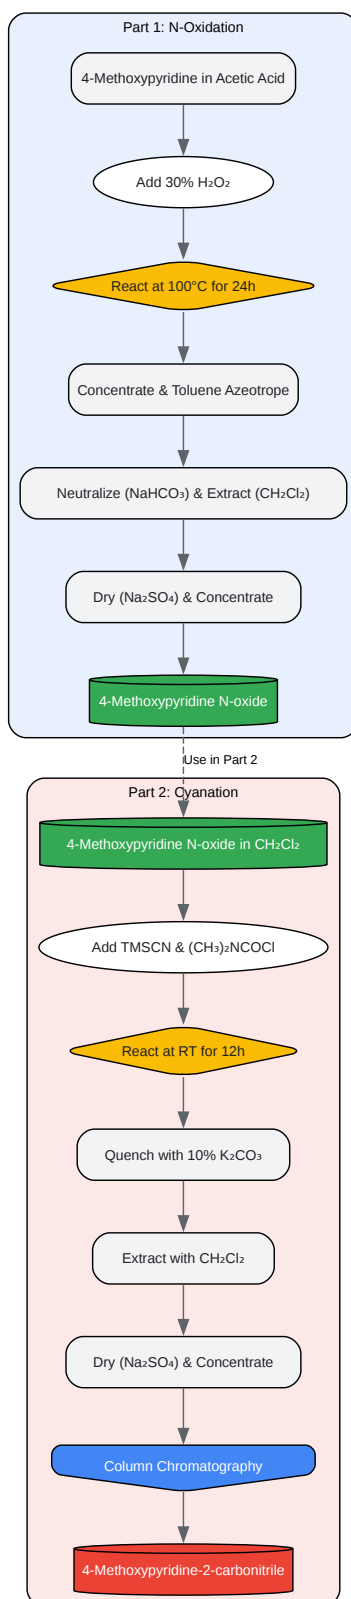 Part 1: N-Oxidation
4-Methoxypyridine in Acetic Acid
Add 30% H₂O₂
React at 100°C for 24h
Concentrate & Toluene Azeotrope
Neutralize (NaHCO₃) & Extract (CH₂Cl₂)
Dry (Na₂SO₄) & Concentrate
4-Methoxypyridine N-oxide
Use in Part 2
Part 2: Cyanation
4-Methoxypyridine N-oxide in CH₂Cl₂
Add TMSCN & (CH₃)₂NCOCl
React at RT for 12h
Quench with 10% K₂CO₃
Extract with CH₂Cl₂
Dry (Na₂SO₄) & Concentrate
Column Chromatography
4-Methoxypyridine-2-carbonitrile